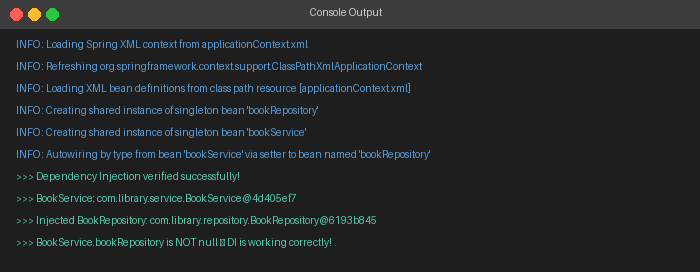 Console Output
INFO: Loading Spring XML context from applicationContext.xml
INFO: Refreshing org.springframework.context.support.ClassPathXmlApplicationContext
INFO: Loading XML bean definitions from class path resource [applicationContext.xml]
INFO: Creating shared instance of singleton bean 'bookRepository'
INFO: Creating shared instance of singleton bean 'bookService'
INFO: Autowiring by type from bean 'bookService' via setter to bean named 'bookRepository'
>>> Dependency Injection verified successfully!
>>> BookService: com.library.service.BookService@4d405ef7
>>> Injected BookRepository: com.library.repository.BookRepository@6193b845
>>> BookService.bookRepository is NOT null □ DI is working correctly!